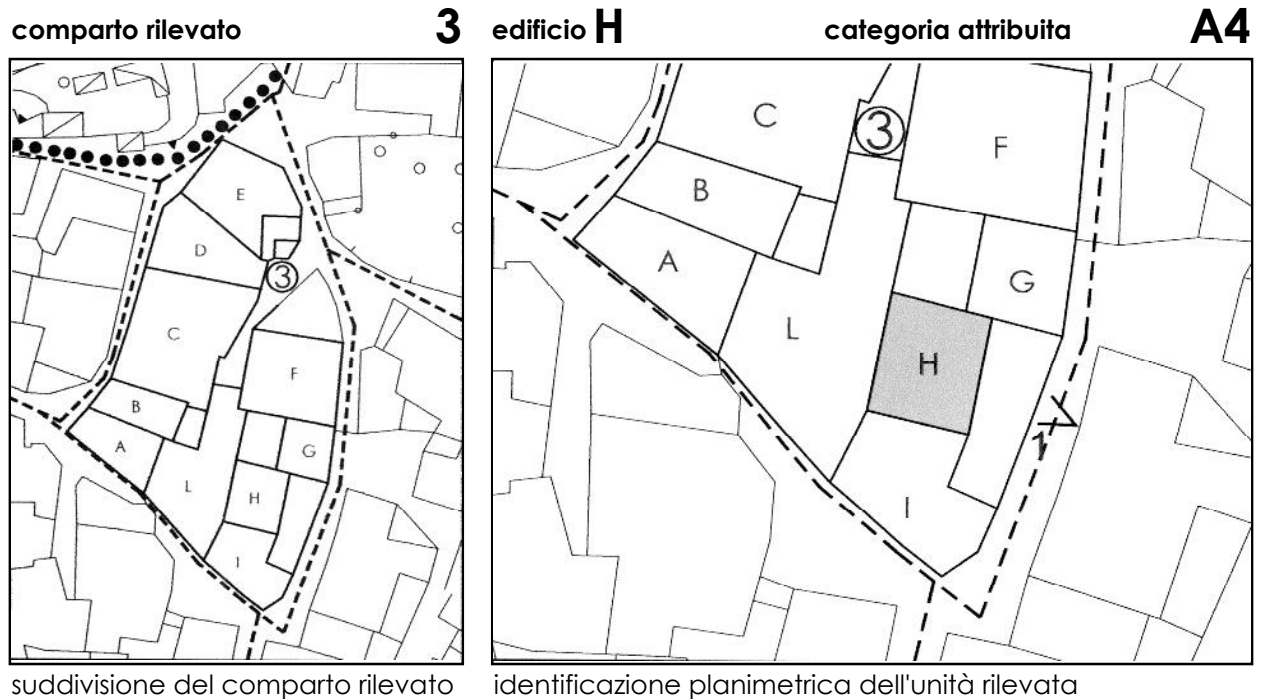 comparto rilevato 3
edificio H categoria attribuita A4
E
D
3
C
F
B
A
G
L
H
I
C
3
F
B
A
G
L
H
1
I
suddivisione del comparto rilevato
identificazione planimetrica dell'unità rilevata